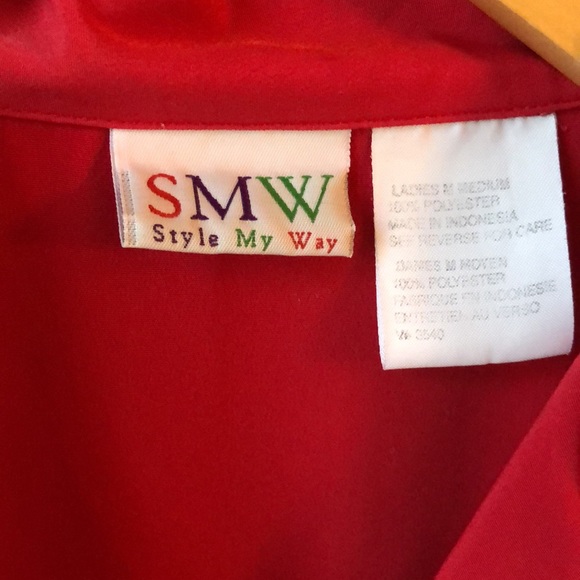 SMW
Style My Way
LADIES M MEDIUM
100% POLYESTER
MADE IN INDONESIA
SEE REVERSE FOR CARE
DAMES M MOYEN
100% POLYESTER
FABRIQUE EN INDONESIE
ENTRETIEN AU VERSO
3540